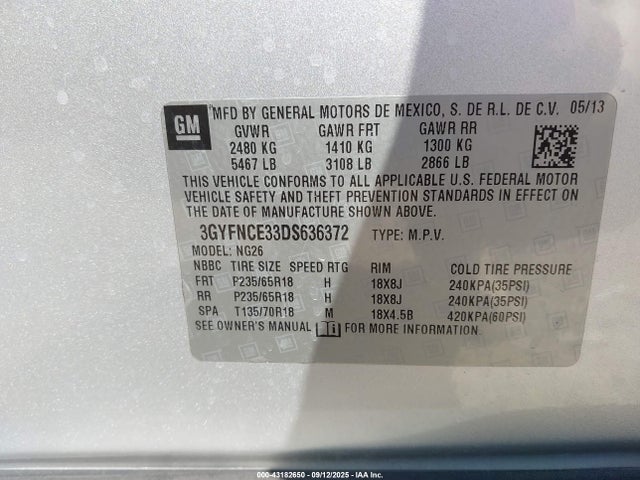 GM
MFD BY GENERAL MOTORS DE MEXICO, S. DE R.L. DE C.V. 05/13
GVWR GAWR FRT GAWR RR
2480 KG 1410 KG 1300 KG
5467 LB 3108 LB 2866 LB
THIS VEHICLE CONFORMS TO ALL APPLICABLE U.S. FEDERAL MOTOR
VEHICLE SAFETY AND THEFT PREVENTION STANDARDS IN EFFECT ON
THE DATE OF MANUFACTURE SHOWN ABOVE.
3GYFNCE33DS636372 TYPE: M.P.V.
MODEL: NG26
NBBC TIRE SIZE SPEED RTG RIM COLD TIRE PRESSURE
FRT P235/65R18 H 18X8J 240KPA(35PSI)
RR P235/65R18 H 18X8J 240KPA(35PSI)
SPA T135/70R18 M 18X4.5B 420KPA(60PSI)
SEE OWNER'S MANUAL FOR MORE INFORMATION.
000-43182650 - 09/12/2025 - IAA Inc.